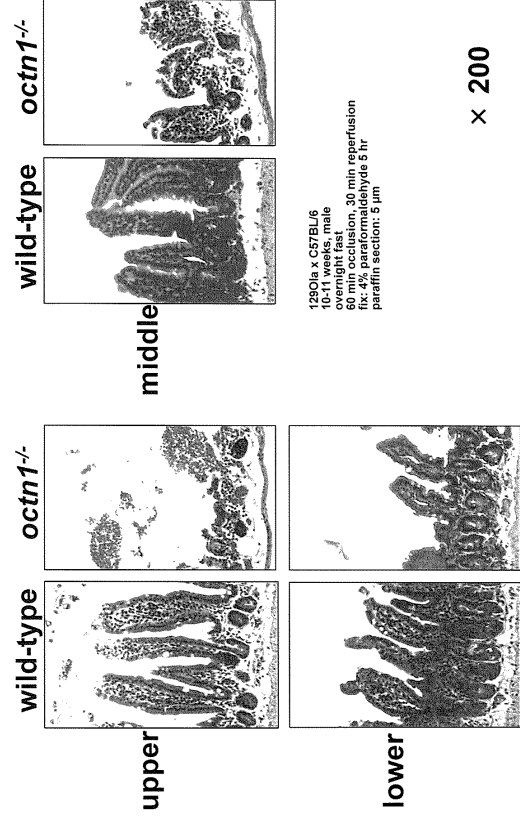 wild-type
octn1-/-
wild-type
octn1-/-
upper
middle
lower
129Ola x C57BL/6
10-11 weeks, male
overnight fast
60 min occlusion, 30 min reperfusion
fix: 4% paraformaldehyde 5 hr
paraffin section: 5 μm
× 200